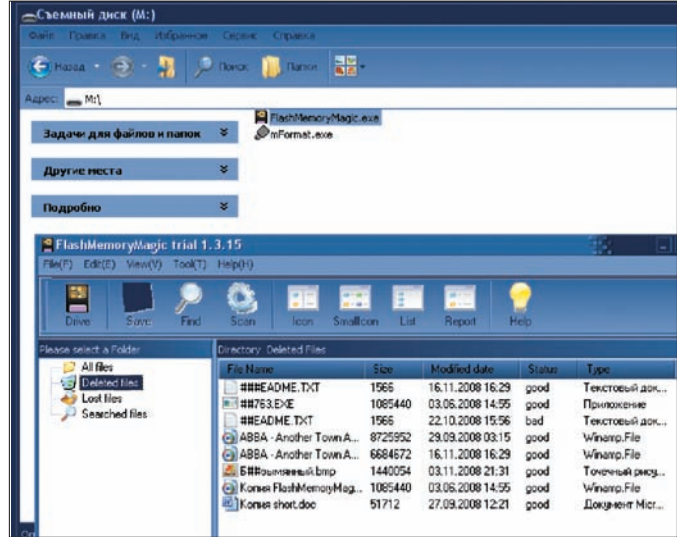 Съемный диск (M:)
Файл Правка Вид Избранное Сервис Справка
Назад Поиск Папки
Адрес: M:\
FlashMemoryMagic.exe
mFormat.exe
Задачи для файлов и папок
Другие места
Подробно
FlashMemoryMagic trial 1.3.15
File(F) Edit(E) View(V) Tool(T) Help(H)
Drive Save Find Scan Icon SmallIcon List Report Help
Please select a Folder
Directory Deleted Files
All files
Deleted files
Lost files
Searched files
File Name Size Modified date Status Type
###EADME.TXT 1566 16.11.2008 16:29 good Текстовый док...
##763.EXE 1085440 03.06.2008 14:55 good Приложение
##EADME.TXT 1566 22.10.2008 15:56 bad Текстовый док...
ABBA - Another Town A... 8725952 29.09.2008 03:15 good Winamp.File
ABBA - Another Town A... 6684672 16.11.2008 16:29 good Winamp.File
Б##ымянный.bmp 1440054 03.11.2008 21:31 good Точечный рису...
Копия FlashMemoryMag... 1085440 03.06.2008 14:55 good Winamp.File
Копия short.doc 51712 27.09.2008 12:21 good Документ Micr...